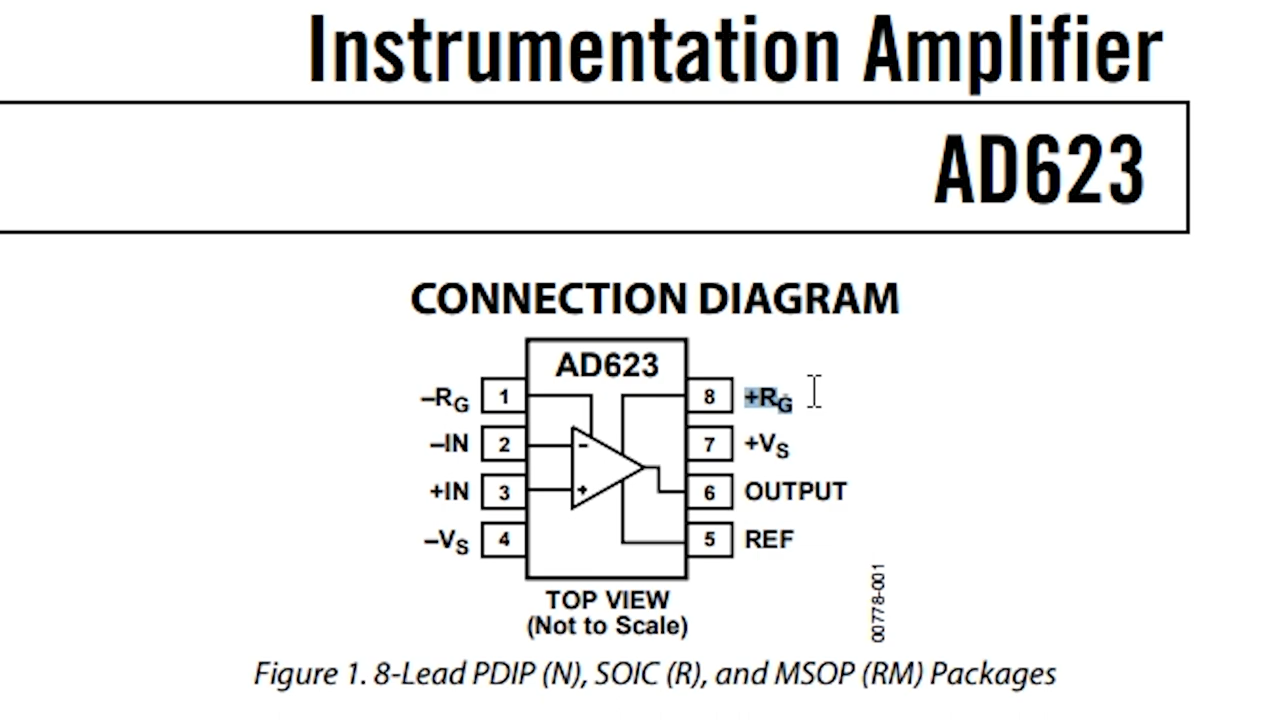 Instrumentation Amplifier
AD623
CONNECTION DIAGRAM
AD623
–RG 1 8 +RG
–IN 2 – 7 +VS
+IN 3 + 6 OUTPUT
–VS 4 5 REF
TOP VIEW
(Not to Scale)
00778-001
Figure 1. 8-Lead PDIP (N), SOIC (R), and MSOP (RM) Packages